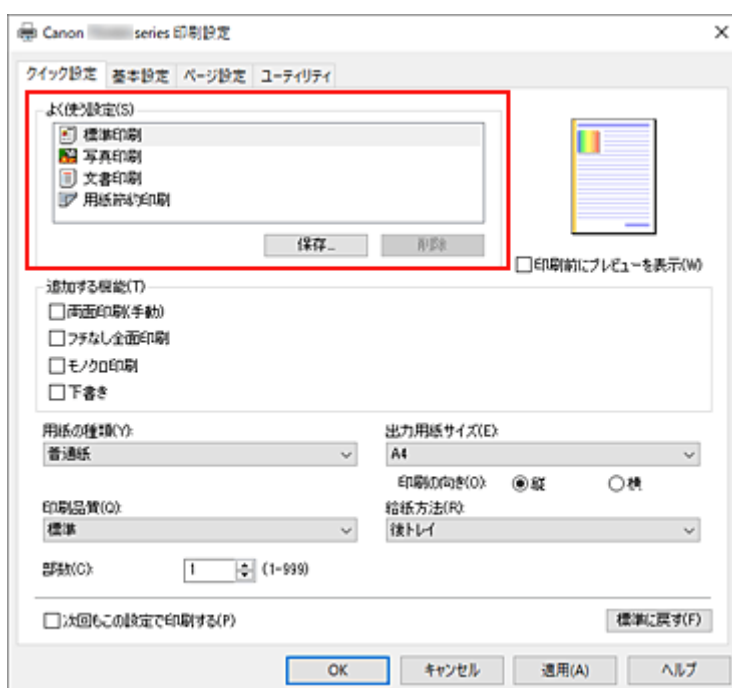 Canon series 印刷設定
クイック設定 基本設定 ページ設定 ユーティリティ
よく使う設定(S)
標準印刷
写真印刷
文書印刷
用紙節約印刷
保存... 削除
印刷前にプレビューを表示(W)
追加する機能(T)
両面印刷(手動)
フチなし全面印刷
モノクロ印刷
下書き
用紙の種類(Y): 出力用紙サイズ(E):
普通紙 A4
印刷の向き(O): 縦 横
印刷品質(Q): 給紙方法(R):
標準 後トレイ
部数(C): 1 (1-999)
次回もこの設定で印刷する(P) 標準に戻す(F)
OK キャンセル 適用(A) ヘルプ